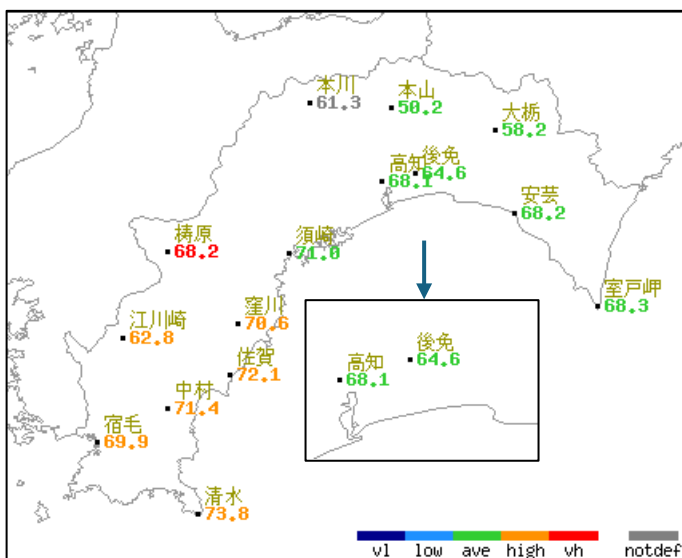 本川
61.3
本山
50.2
大栃
58.2
高知
68.1
後免
64.6
安芸
68.2
梼原
68.2
須崎
71.0
室戸岬
68.3
江川崎
62.8
窪川
70.6
佐賀
72.1
中村
71.4
宿毛
69.9
清水
73.8
高知
68.1
後免
64.6
vl low ave high vh notdef